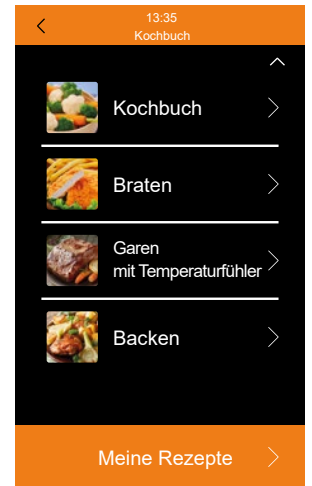 13:35
Kochbuch
Kochbuch
Braten
Garen
mit Temperaturfühler
Backen
Meine Rezepte